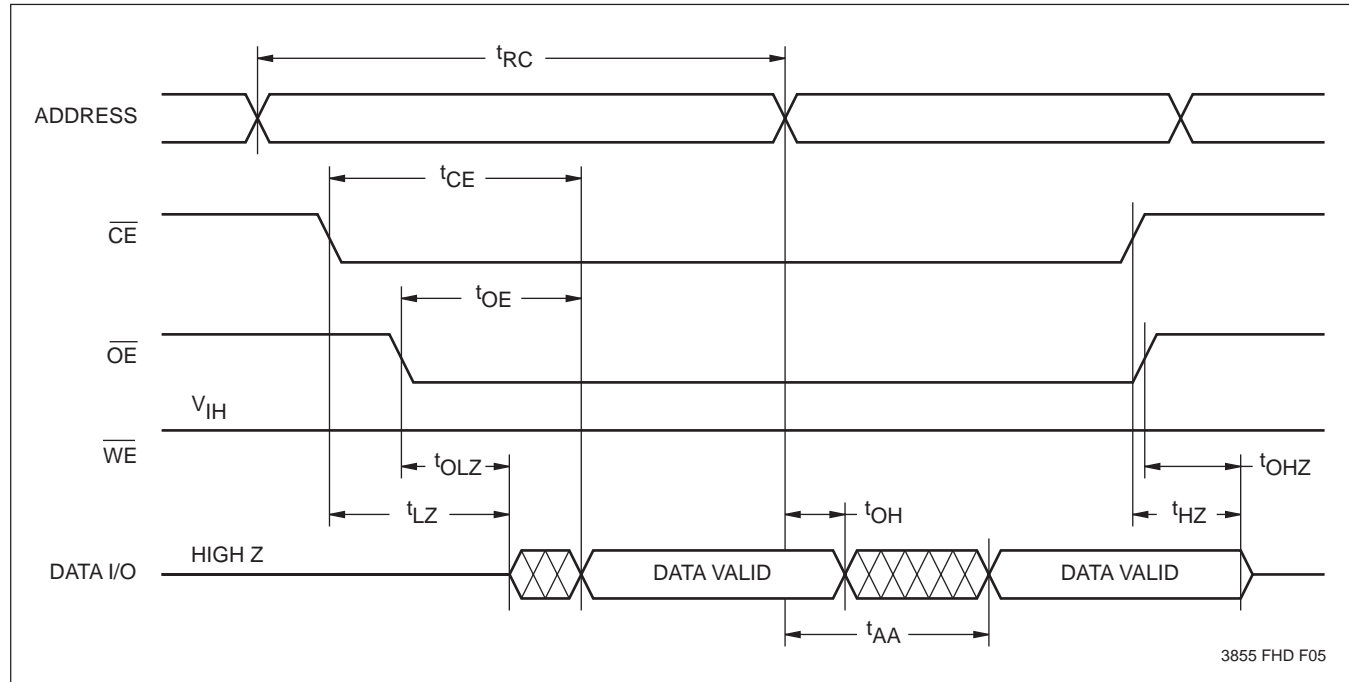 tRC
ADDRESS
tCE
CE
tOE
OE
VIH
WE
tOLZ
tOHZ
tLZ
tOH
tHZ
HIGH Z
DATA I/O
DATA VALID
DATA VALID
tAA
3855 FHD F05